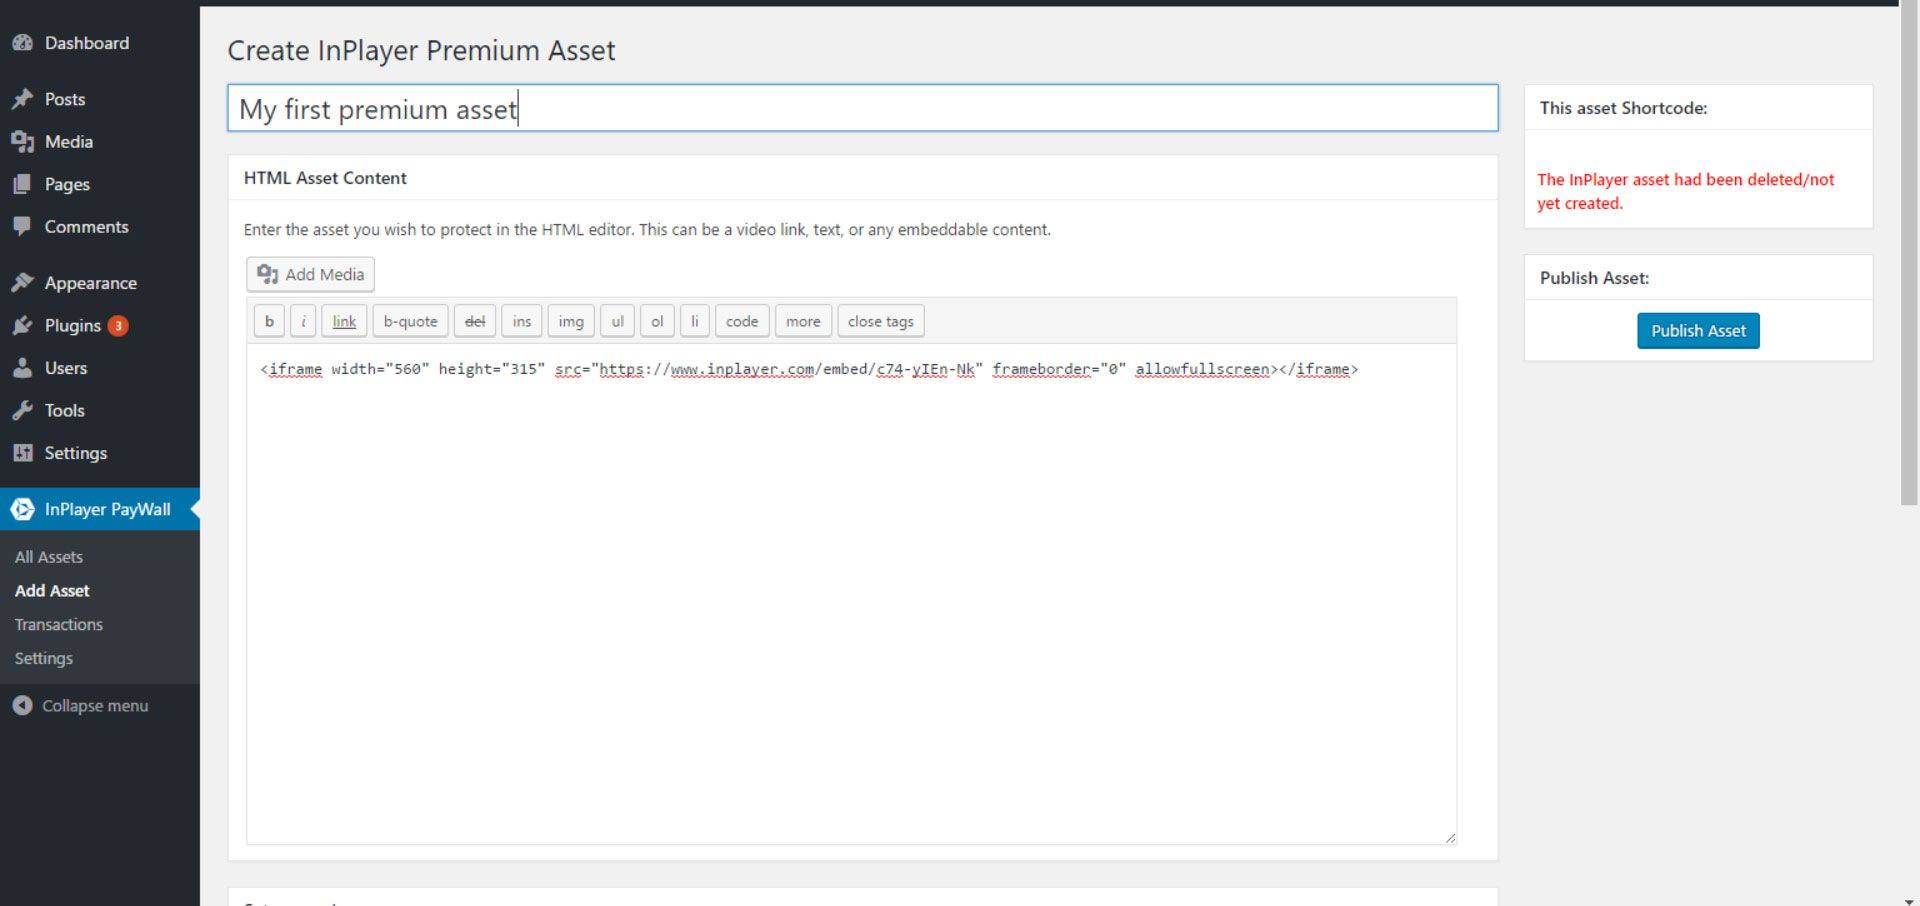 Dashboard
Posts
Media
Pages
Comments
Appearance
Plugins 3
Users
Tools
Settings
InPlayer PayWall
All Assets
Add Asset
Transactions
Settings
Collapse menu
Create InPlayer Premium Asset
My first premium asset
HTML Asset Content
Enter the asset you wish to protect in the HTML editor. This can be a video link, text, or any embeddable content.
Add Media
b i link b-quote del ins img ul ol li code more close tags
<iframe width="560" height="315" src="https://www.inplayer.com/embed/c74-yIEn-Nk" frameborder="0" allowfullscreen></iframe>
This asset Shortcode:
The InPlayer asset had been deleted/not
yet created.
Publish Asset:
Publish Asset